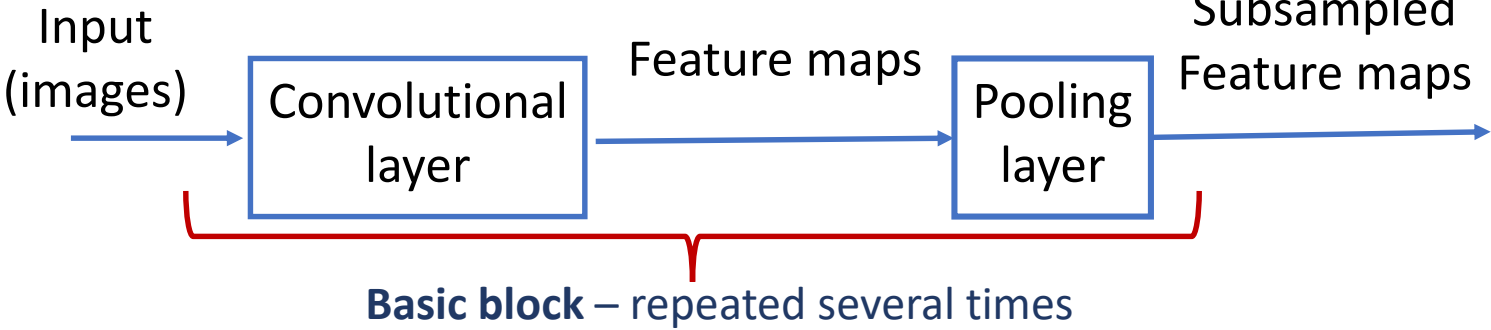 Input
(images)
Convolutional
layer
Feature maps
Pooling
layer
Subsampled
Feature maps
Basic block – repeated several times